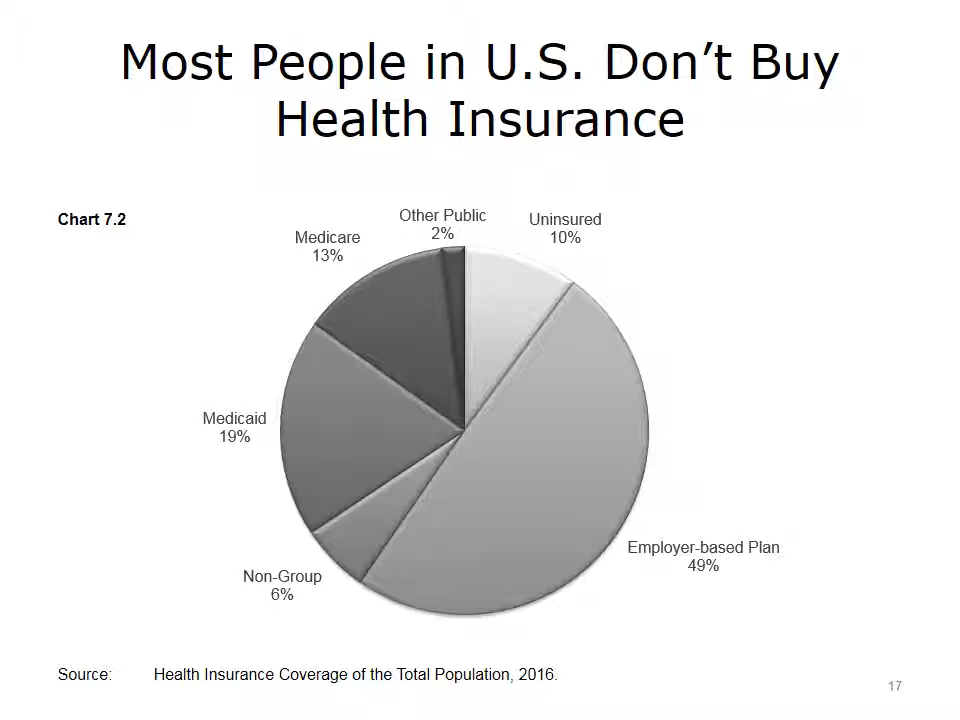 Most People in U.S. Don’t Buy
Health Insurance
Chart 7.2
Other Public
2%
Uninsured
10%
Medicare
13%
Medicaid
19%
Employer-based Plan
49%
Non-Group
6%
Source: Health Insurance Coverage of the Total Population, 2016.
17